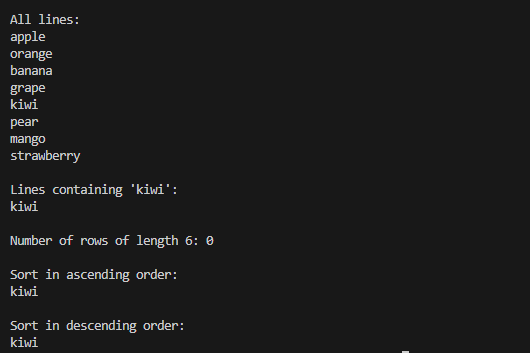 All lines:
apple
orange
banana
grape
kiwi
pear
mango
strawberry
Lines containing 'kiwi':
kiwi
Number of rows of length 6: 0
Sort in ascending order:
kiwi
Sort in descending order:
kiwi